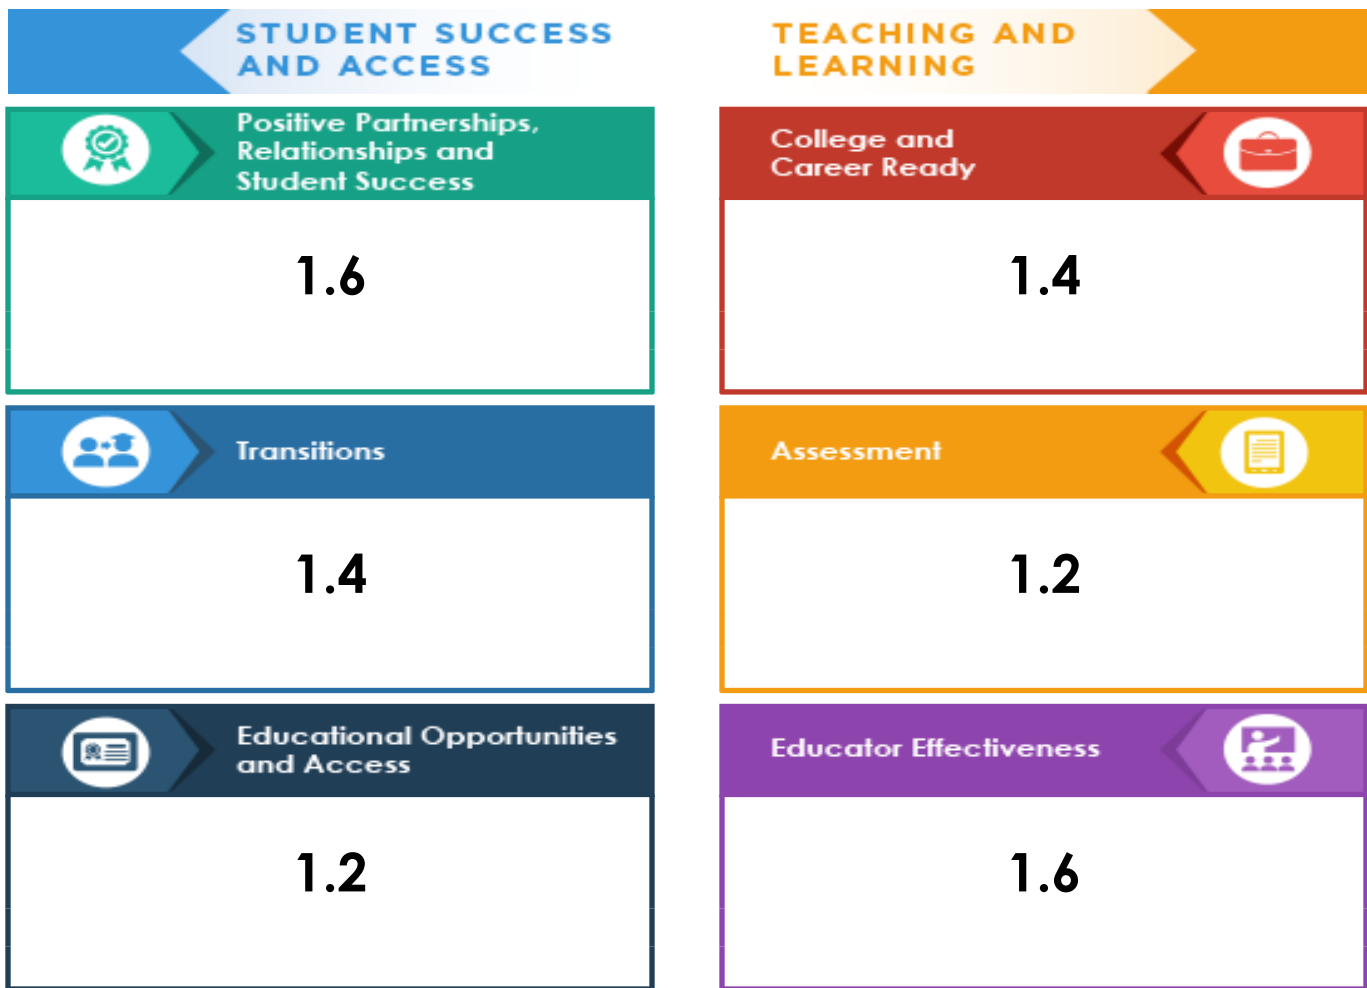 STUDENT SUCCESS
AND ACCESS
TEACHING AND
LEARNING
Positive Partnerships,
Relationships and
Student Success
1.6
College and
Career Ready
1.4
Transitions
1.4
Assessment
1.2
Educational Opportunities
and Access
1.2
Educator Effectiveness
1.6